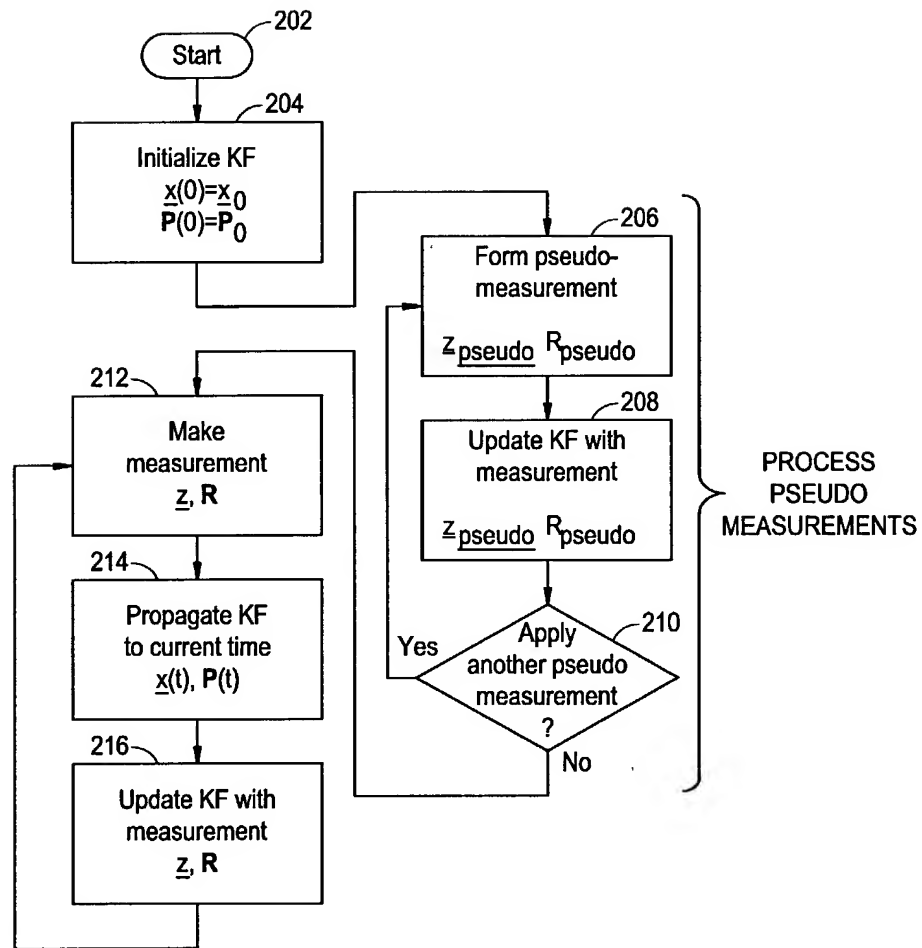 202
Start
204
Initialize KF
x(0)=x0
P(0)=P0
206
Form pseudo-
measurement
zpseudo Rpseudo
208
Update KF with
measurement
zpseudo Rpseudo
210
Apply
another pseudo
measurement
?
Yes
No
PROCESS
PSEUDO
MEASUREMENTS
212
Make
measurement
z, R
214
Propagate KF
to current time
x(t), P(t)
216
Update KF with
measurement
z, R